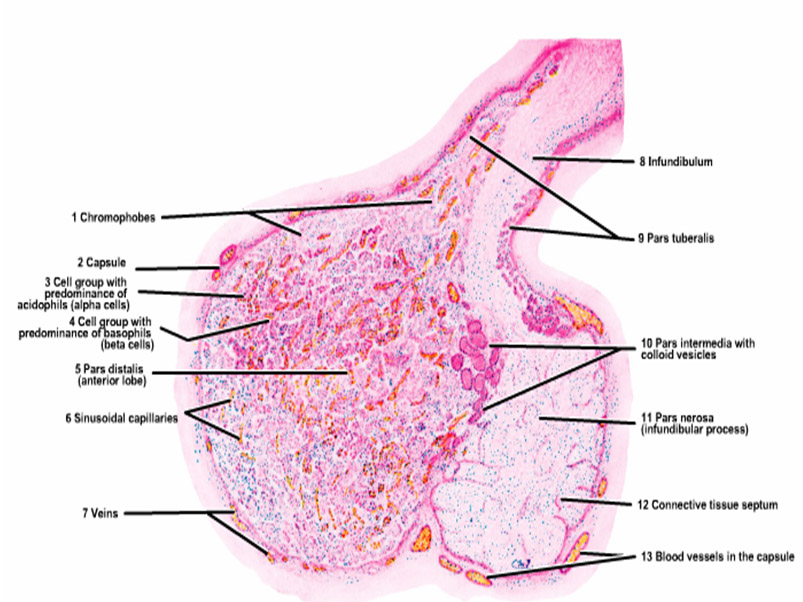 1 Chromophobes
2 Capsule
3 Cell group with
predominance of
acidophils (alpha cells)
4 Cell group with
predominance of basophils
(beta cells)
5 Pars distalis
(anterior lobe)
6 Sinusoidal capillaries
7 Veins
8 Infundibulum
9 Pars tuberalis
10 Pars intermedia with
colloid vesicles
11 Pars nerosa
(infundibular process)
12 Connective tissue septum
13 Blood vessels in the capsule